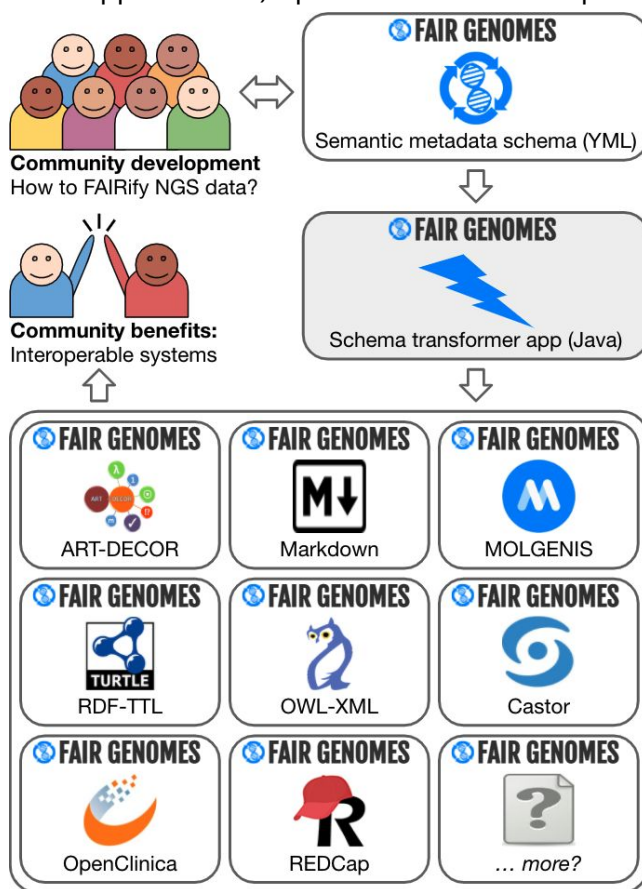 FAIR GENOMES
Semantic metadata schema (YML)
Community development
How to FAIRify NGS data?
FAIR GENOMES
Schema transformer app (Java)
Community benefits:
Interoperable systems
FAIR GENOMES
ART DECOR
λ
1
m
ART-DECOR
FAIR GENOMES
M
Markdown
FAIR GENOMES
M
MOLGENIS
FAIR GENOMES
TURTLE
RDF-TTL
FAIR GENOMES
OWL-XML
FAIR GENOMES
Castor
FAIR GENOMES
OpenClinica
FAIR GENOMES
R
REDCap
FAIR GENOMES
?
... more?